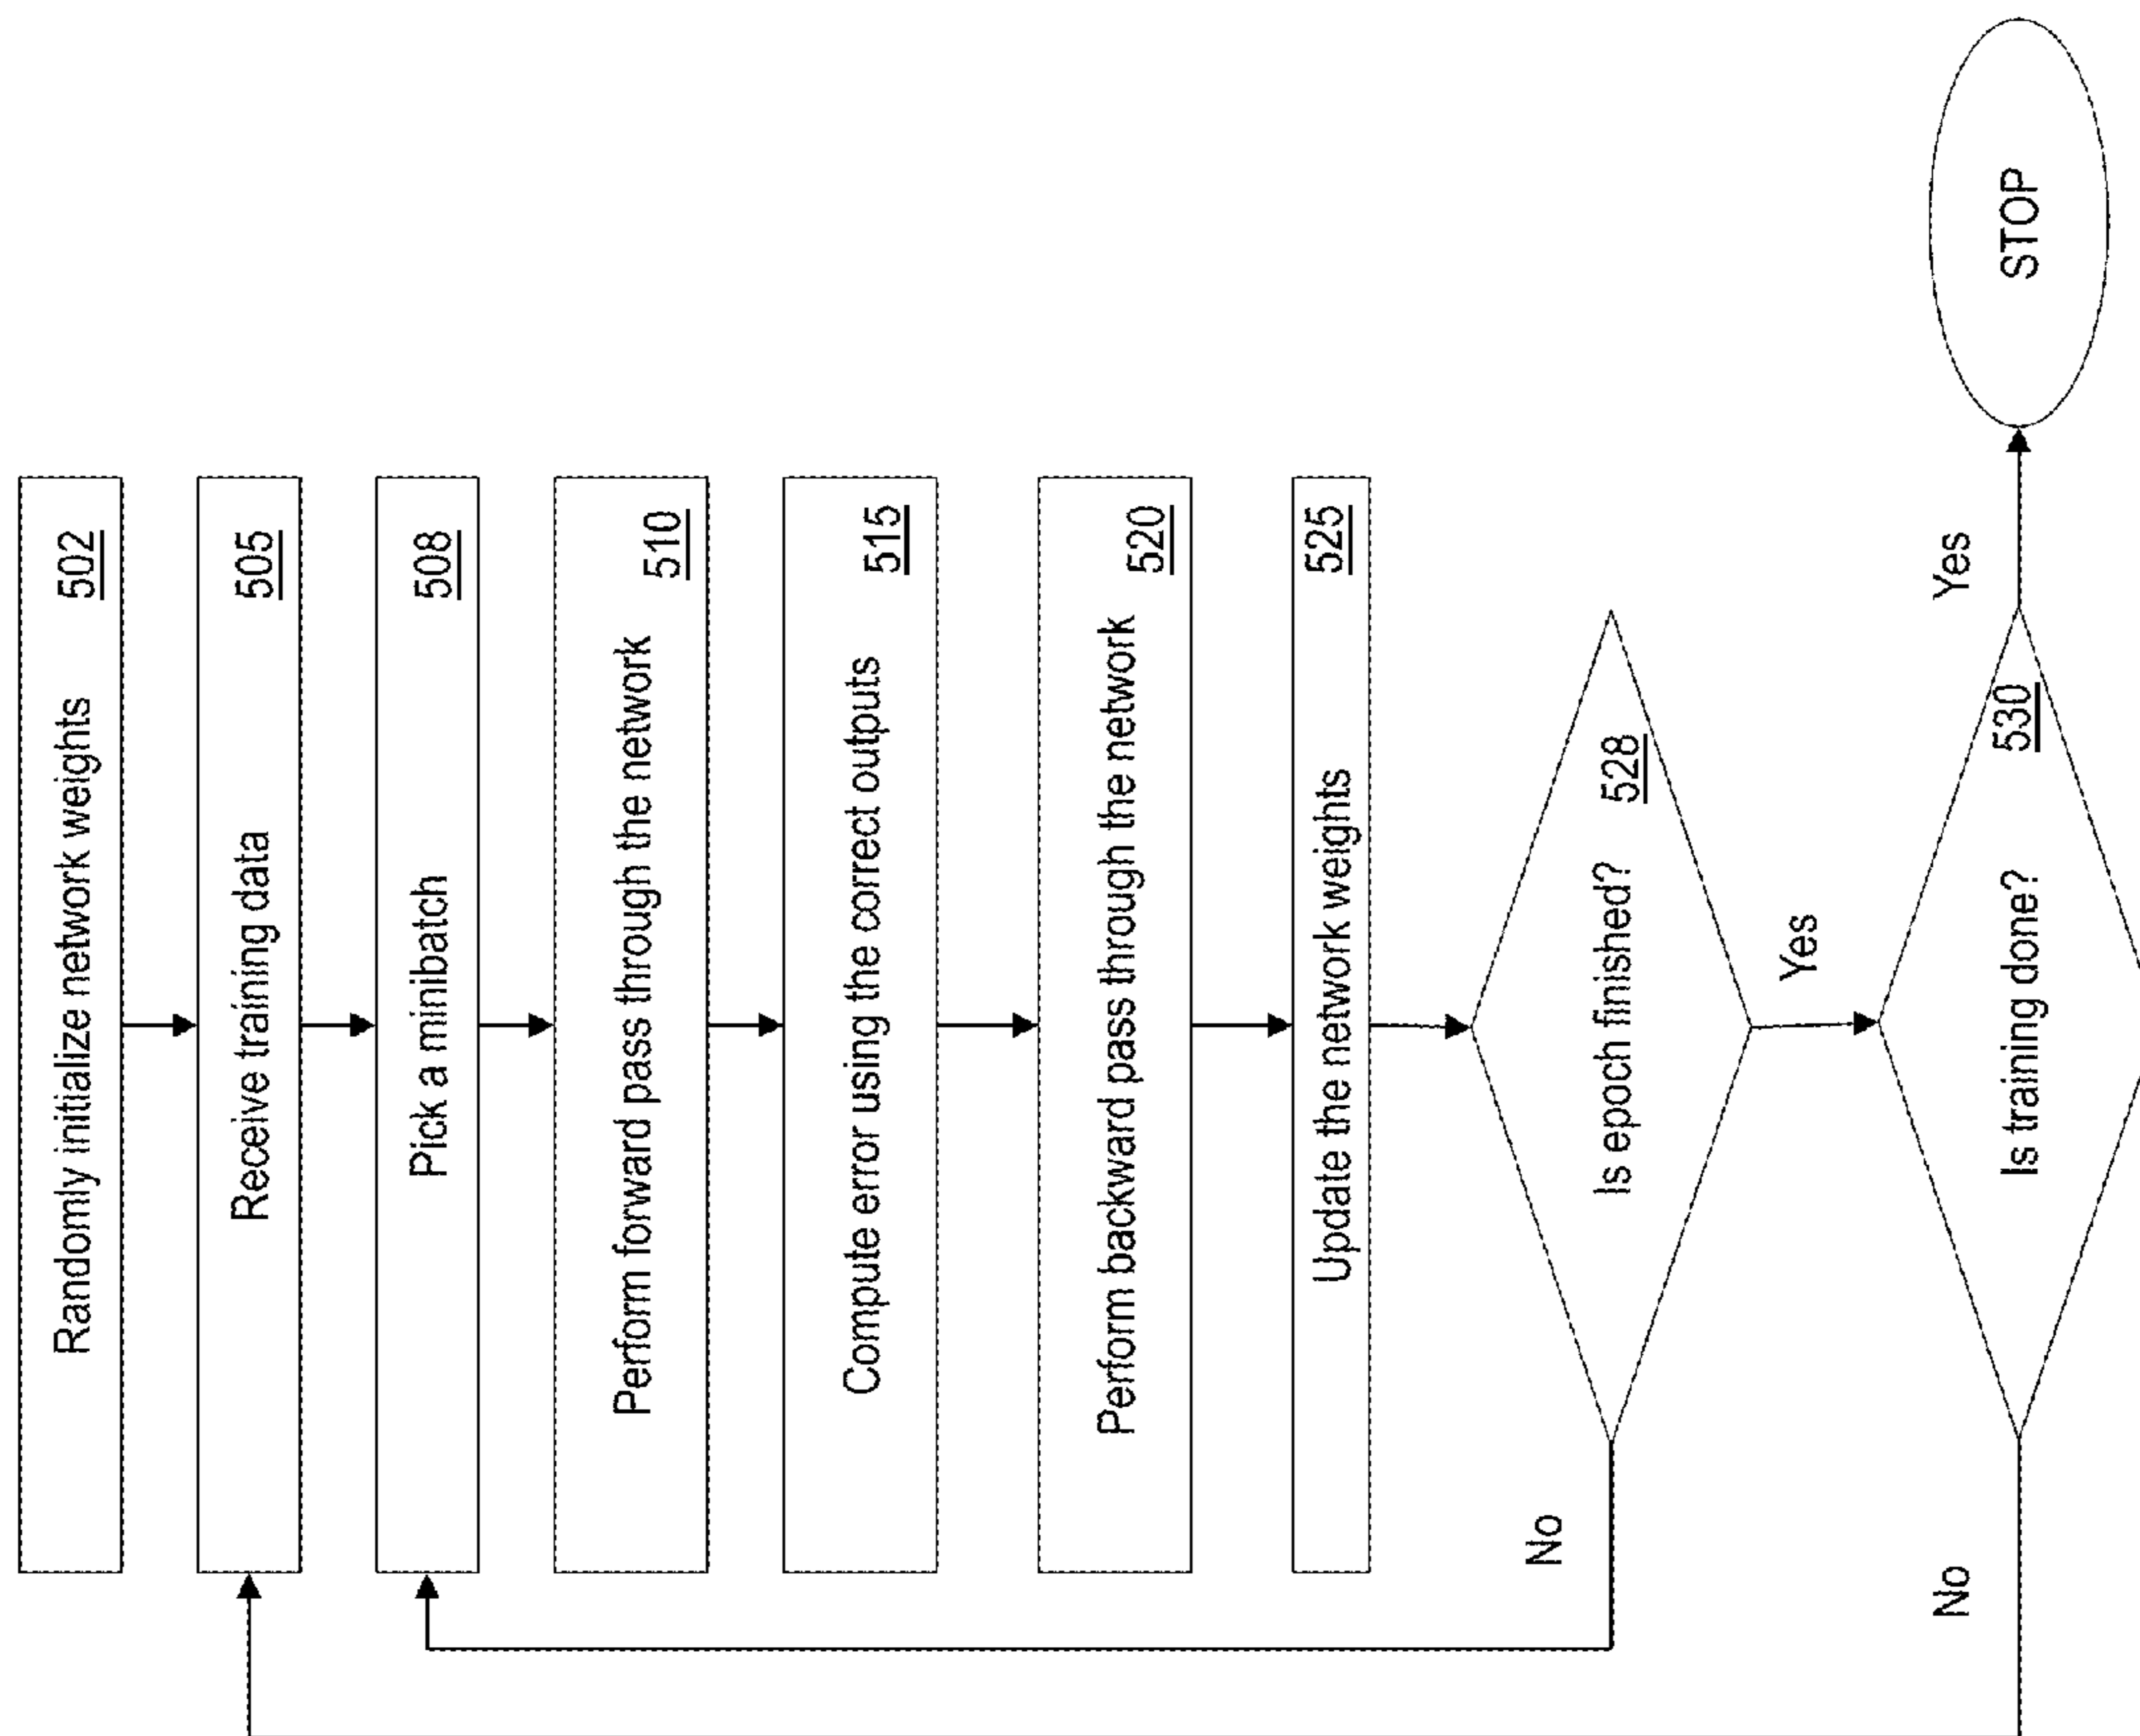 Randomly initialize network weights 502
Receive training data 505
Pick a minibatch 508
Perform forward pass through the network 510
Compute error using the correct outputs 515
Perform backward pass through the network 520
Update the network weights 525
Is epoch finished? 528
No
Yes
Is training done? 530
No
Yes
STOP